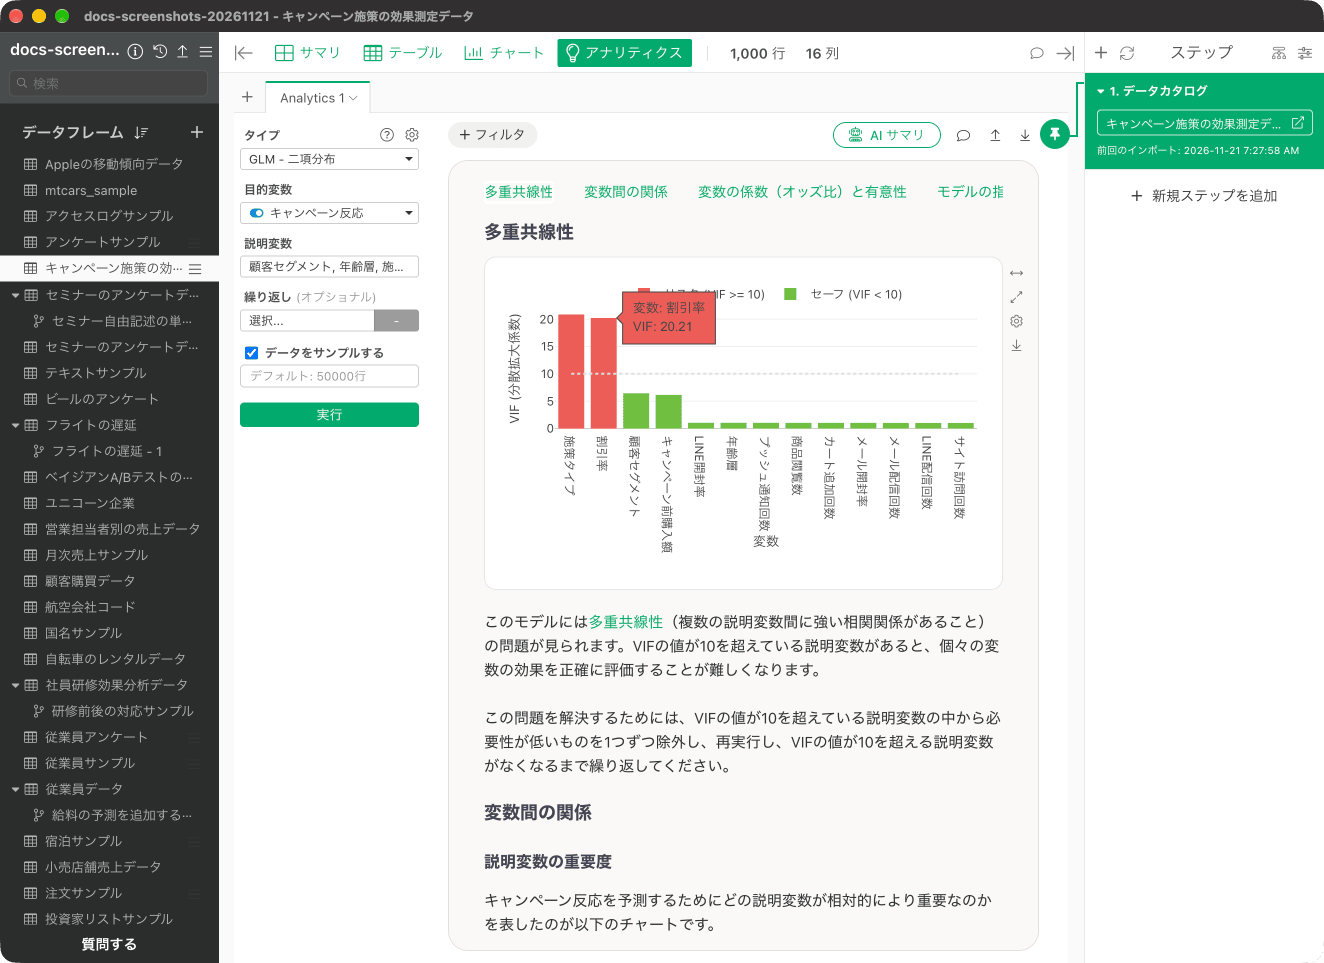 docs-screenshots-20261121 - キャンペーン施策の効果測定データ
docs-screen...
検索
データフレーム
Appleの移動傾向データ
mtcars_sample
アクセスログサンプル
アンケートサンプル
キャンペーン施策の効…
セミナーのアンケートデ…
セミナー自由記述の単…
セミナーのアンケートデ…
テキストサンプル
ビールのアンケート
フライトの遅延
フライトの遅延 - 1
ベイジアンA/Bテストの…
ユニコーン企業
営業担当者別の売上データ
月次売上サンプル
顧客購買データ
航空会社コード
国名サンプル
自転車のレンタルデータ
社員研修効果分析データ
研修前後の対応サンプル
従業員アンケート
従業員サンプル
従業員データ
給料の予測を追加する…
宿泊サンプル
小売店舗売上データ
注文サンプル
投資家リストサンプル
質問する
サマリ
テーブル
チャート
アナリティクス
1,000 行
16 列
Analytics 1
タイプ
GLM - 二項分布
目的変数
キャンペーン反応
説明変数
顧客セグメント, 年齢層, 施...
繰り返し (オプショナル)
選択...
-
データをサンプルする
デフォルト: 50000行
実行
+ フィルタ
AI サマリ
多重共線性
変数間の関係
変数の係数（オッズ比）と有意性
モデルの指
多重共線性
VIF >= 10)
セーフ (VIF < 10)
変数: 割引率
VIF: 20.21
VIF (分散拡大係数)
20
15
10
5
0
施策タイプ
割引率
顧客セグメント
キャンペーン前購入額
LINE開封率
年齢層
プッシュ通知回数
商品閲覧数
カート追加回数
メール開封率
メール配信回数
LINE配信回数
サイト訪問回数
変数
このモデルには多重共線性（複数の説明変数間に強い相関関係があること）
の問題が見られます。VIFの値が10を超えている説明変数があると、個々の変
数の効果を正確に評価することが難しくなります。
この問題を解決するためには、VIFの値が10を超えている説明変数の中から必
要性が低いものを1つずつ除外し、再実行し、VIFの値が10を超える説明変数
がなくなるまで繰り返してください。
変数間の関係
説明変数の重要度
キャンペーン反応を予測するためにどの説明変数が相対的により重要なのか
を表したのが以下のチャートです。
ステップ
1. データカタログ
キャンペーン施策の効果測定デ...
前回のインポート: 2026-11-21 7:27:58 AM
+ 新規ステップを追加